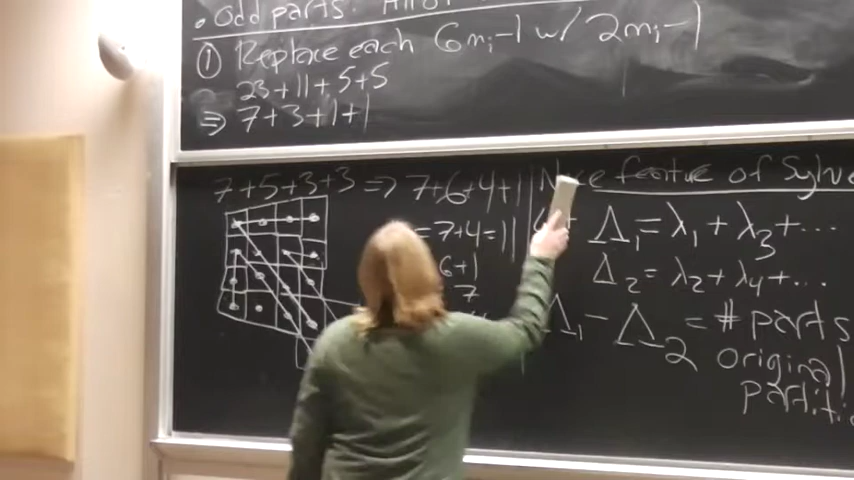 • Odd parts.
① Replace each 6mᵢ-1 w/ 2mᵢ-1
23+11+5+5
⇒ 7+3+1+1
7+5+3+3 ⇒ 7+6+4+1
= 7+4=11
6+1
7
feature of
Δ₁ = λ₁ + λ₃ + ...
Δ₂ = λ₂ + λ₄ + ...
Δ₁ - Δ₂ = # parts
original